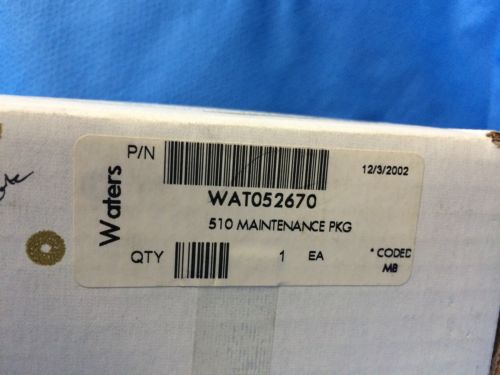 Waters
P/N
12/3/2002
WAT052670
510 MAINTENANCE PKG
QTY 1 EA * CODED
MB